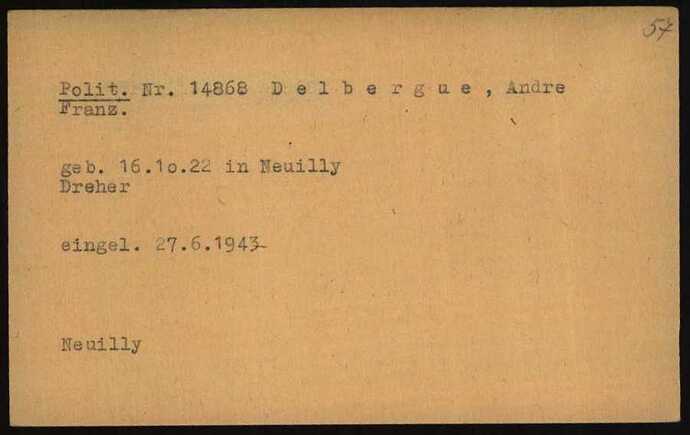 57
Polit. Nr. 14868 D e l b e r g u e , Andre
Franz.
geb. 16.1o.22 in Neuilly
Dreher
eingel. 27.6.1943
Neuilly